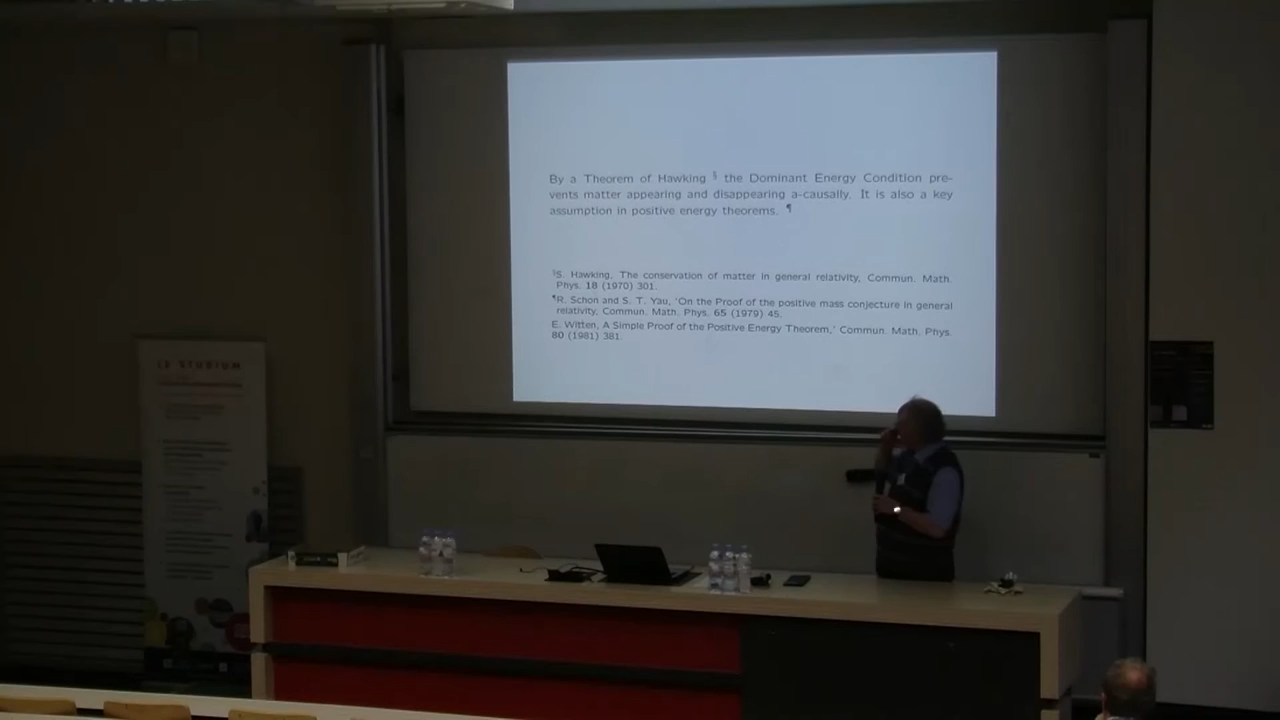 By a Theorem of Hawking § the Dominant Energy Condition pre-
vents matter appearing and disappearing a-causally. It is also a key
assumption in positive energy theorems. ¶
§S. Hawking, The conservation of matter in general relativity, Commun. Math.
Phys. 18 (1970) 301.
¶R. Schon and S. T. Yau, 'On the Proof of the positive mass conjecture in general
relativity, Commun. Math. Phys. 65 (1979) 45.
E. Witten, A Simple Proof of the Positive Energy Theorem,' Commun. Math. Phys.
80 (1981) 381.
LE STUDIUM